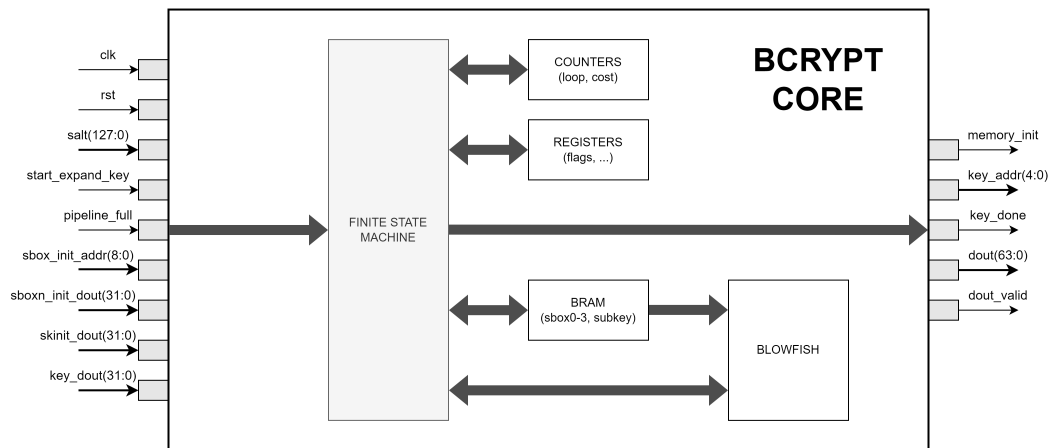 clk
rst
salt(127:0)
start_expand_key
pipeline_full
sbox_init_addr(8:0)
sboxn_init_dout(31:0)
skinit_dout(31:0)
key_dout(31:0)
FINITE STATE
MACHINE
COUNTERS
(loop, cost)
REGISTERS
(flags, ...)
BRAM
(sbox0-3, subkey)
BLOWFISH
BCRYPT
CORE
memory_init
key_addr(4:0)
key_done
dout(63:0)
dout_valid